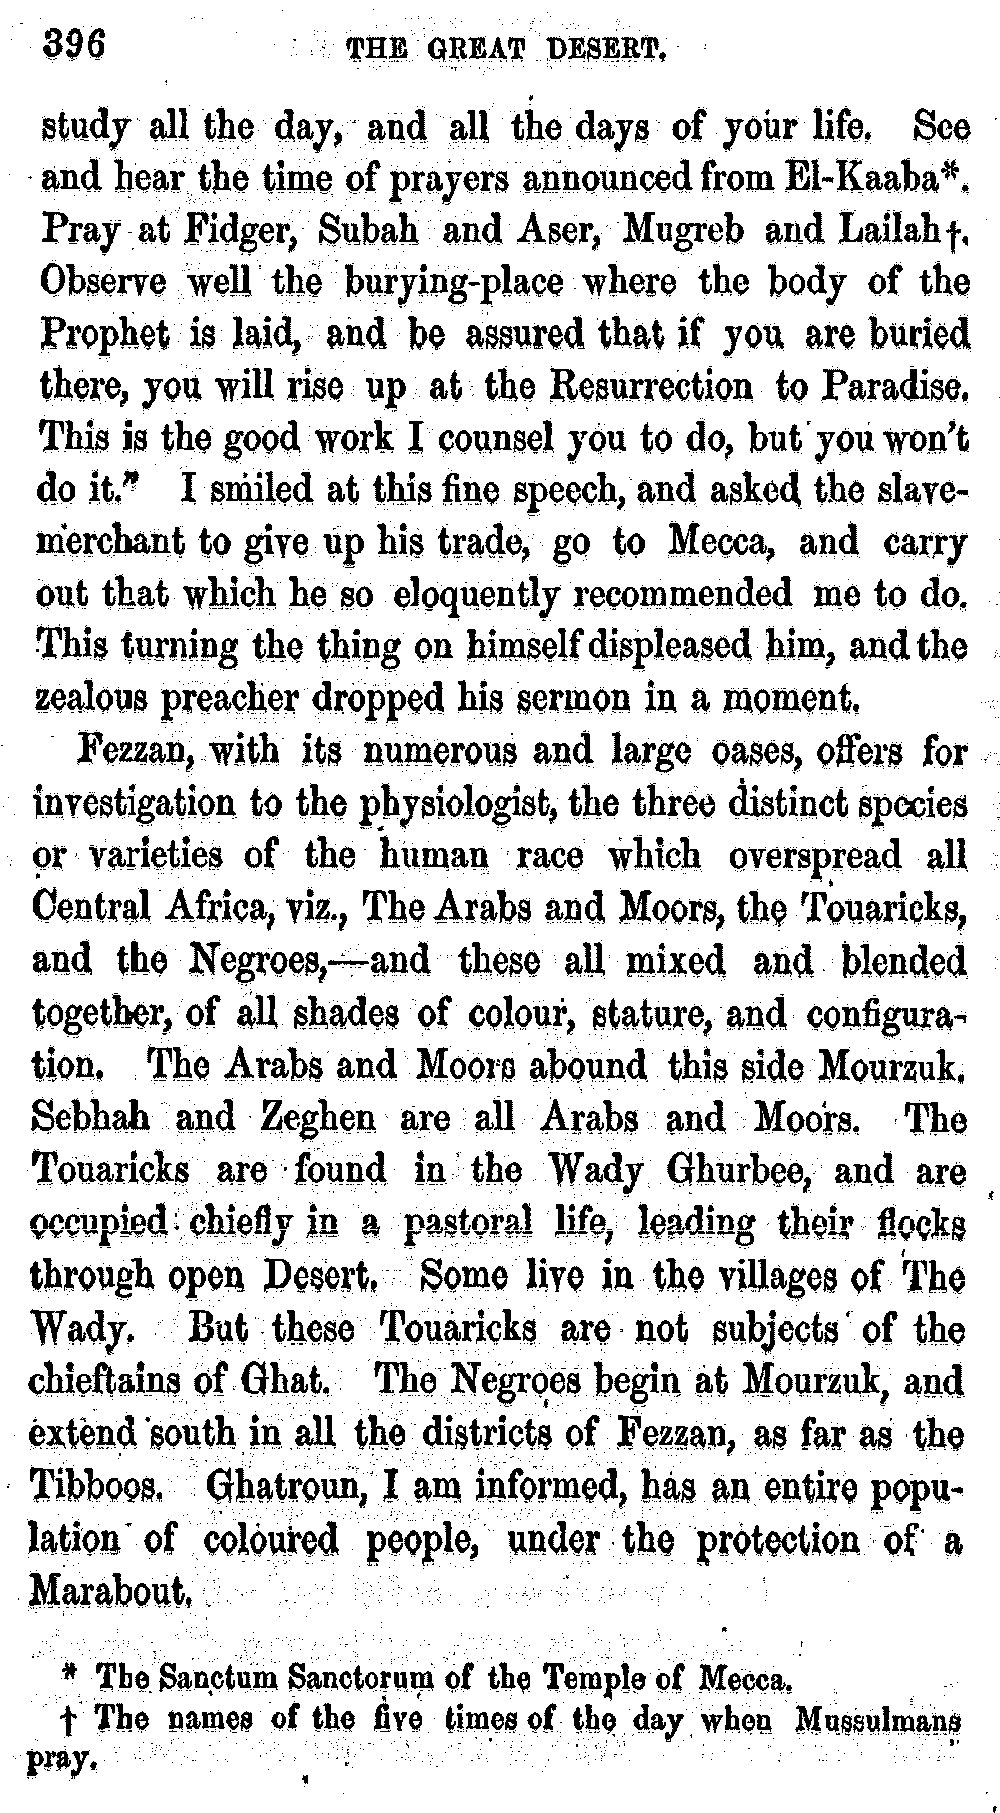 396 THE GREAT DESERT.
study all the day, and all the days of your life. See
and hear the time of prayers announced from El-Kaaba*.
Pray at Fidger, Subah and Aser, Mugreb and Lailah†.
Observe well the burying-place where the body of the
Prophet is laid, and be assured that if you are buried
there, you will rise up at the Resurrection to Paradise.
This is the good work I counsel you to do, but you won't
do it." I smiled at this fine speech, and asked the slave-
merchant to give up his trade, go to Mecca, and carry
out that which he so eloquently recommended me to do.
This turning the thing on himself displeased him, and the
zealous preacher dropped his sermon in a moment.
Fezzan, with its numerous and large oases, offers for
investigation to the physiologist, the three distinct species
or varieties of the human race which overspread all
Central Africa, viz., The Arabs and Moors, the Touaricks,
and the Negroes,—and these all mixed and blended
together, of all shades of colour, stature, and configura-
tion. The Arabs and Moors abound this side Mourzuk.
Sebhah and Zeghen are all Arabs and Moors. The
Touaricks are found in the Wady Ghurbee, and are
occupied chiefly in a pastoral life, leading their flocks
through open Desert. Some live in the villages of The
Wady. But these Touaricks are not subjects of the
chieftains of Ghat. The Negroes begin at Mourzuk, and
extend south in all the districts of Fezzan, as far as the
Tibboos. Ghatroun, I am informed, has an entire popu-
lation of coloured people, under the protection of a
Marabout.
* The Sanctum Sanctorum of the Temple of Mecca.
† The names of the five times of the day when Mussulmans
pray.